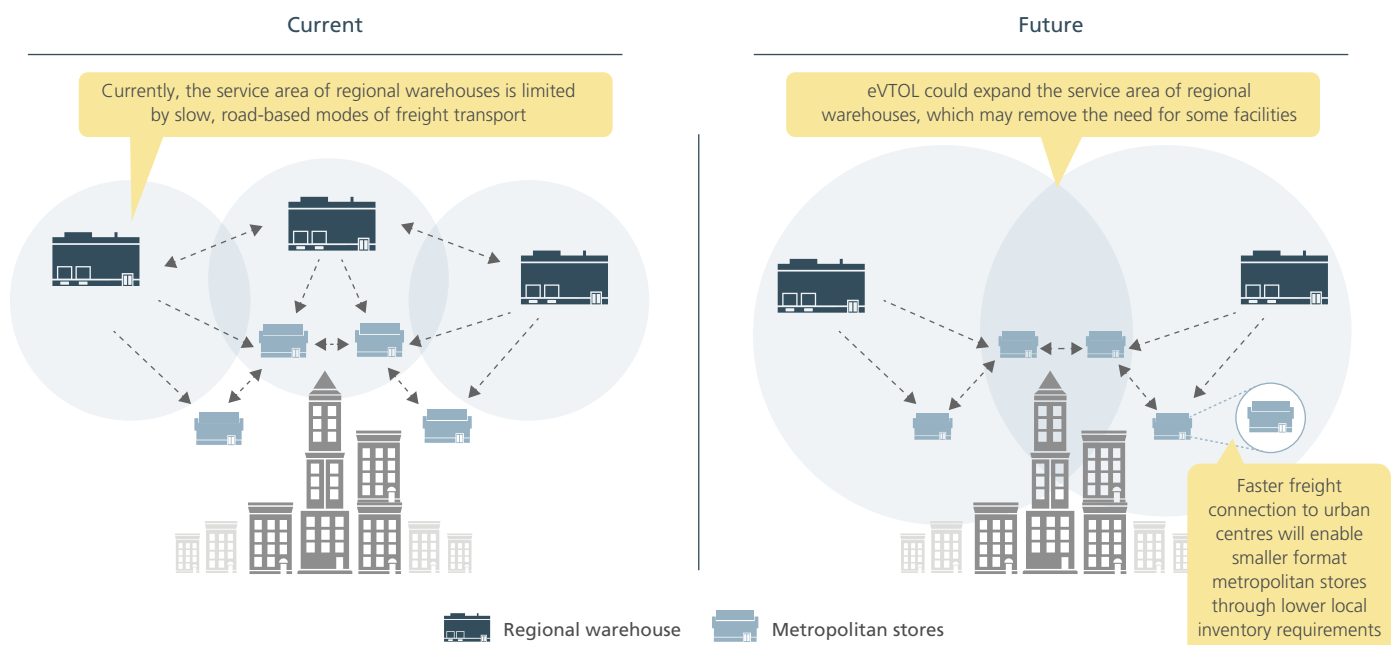 Current
Currently, the service area of regional warehouses is limited
by slow, road-based modes of freight transport
Future
eVTOL could expand the service area of regional
warehouses, which may remove the need for some facilities
Faster freight
connection to urban
centres will enable
smaller format
metropolitan stores
through lower local
inventory requirements
Regional warehouse
Metropolitan stores